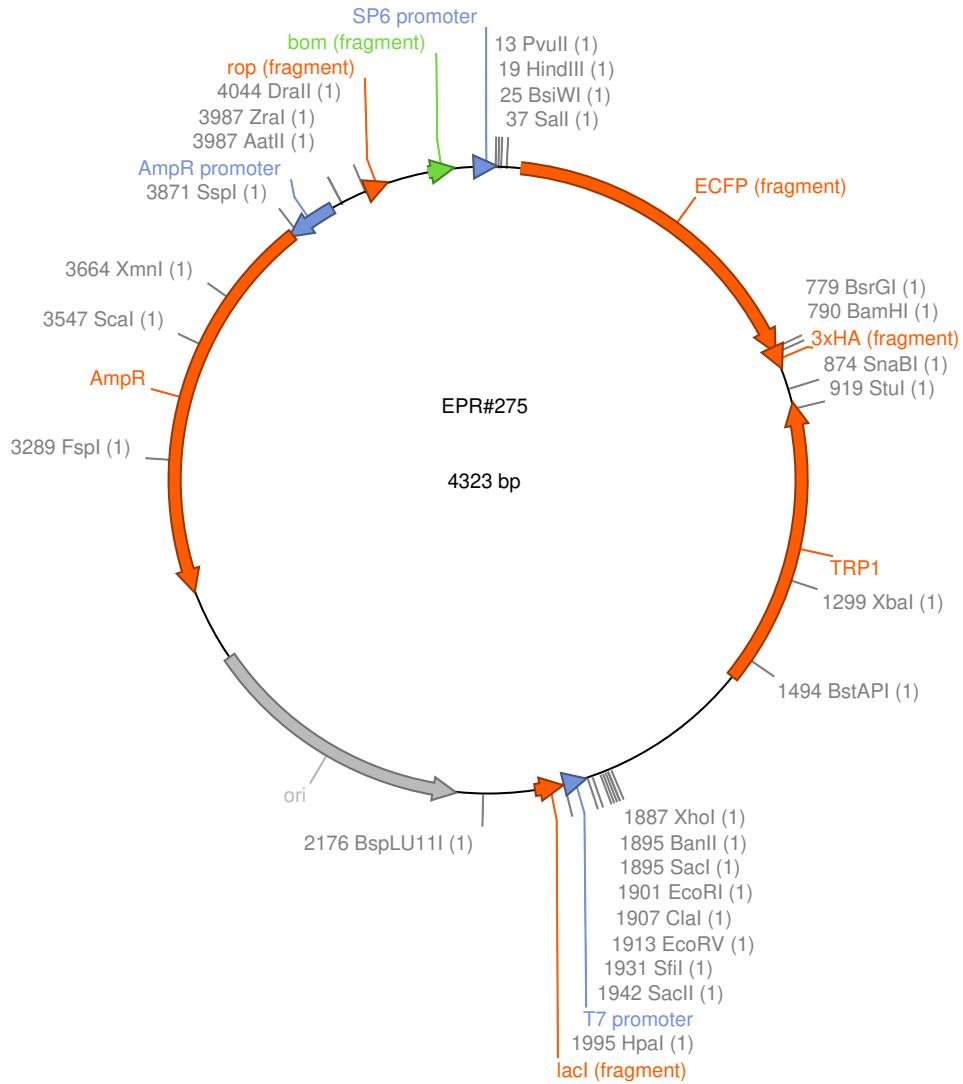 SP6 promoter
bom (fragment)
rop (fragment)
4044 DraII (1)
3987 ZraI (1)
3987 AatII (1)
AmpR promoter
3871 SspI (1)
3664 XmnI (1)
3547 ScaI (1)
AmpR
3289 FspI (1)
13 PvuII (1)
19 HindIII (1)
25 BsiWI (1)
37 SalI (1)
ECFP (fragment)
779 BsrGI (1)
790 BamHI (1)
3xHA (fragment)
874 SnaBI (1)
919 StuI (1)
EPR#275
4323 bp
TRP1
1299 XbaI (1)
1494 BstAPI (1)
ori
2176 BspLU11I (1)
1887 XhoI (1)
1895 BanII (1)
1895 SacI (1)
1901 EcoRI (1)
1907 ClaI (1)
1913 EcoRV (1)
1931 SfiI (1)
1942 SacII (1)
T7 promoter
1995 HpaI (1)
lacI (fragment)